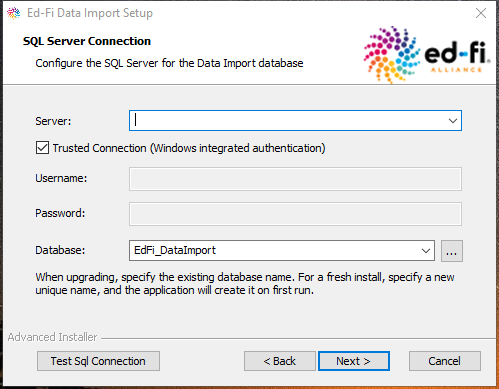 Ed-Fi Data Import Setup
SQL Server Connection
Configure the SQL Server for the Data Import database
ed-fi
ALLIANCE
Server:
Trusted Connection (Windows integrated authentication)
Username:
Password:
Database: EdFi_DataImport ...
When upgrading, specify the existing database name. For a fresh install, specify a new
unique name, and the application will create it on first run.
Advanced Installer
Test Sql Connection < Back Next > Cancel